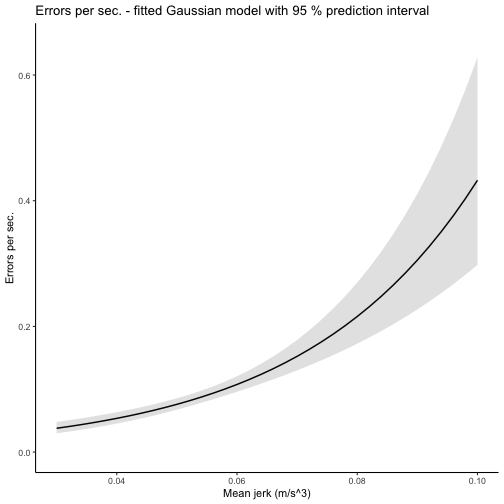 Errors per sec. - fitted Gaussian model with 95 % prediction interval
Errors per sec.
0.6
0.4
0.2
0.0
0.04 0.06 0.08 0.10
Mean jerk (m/s^3)